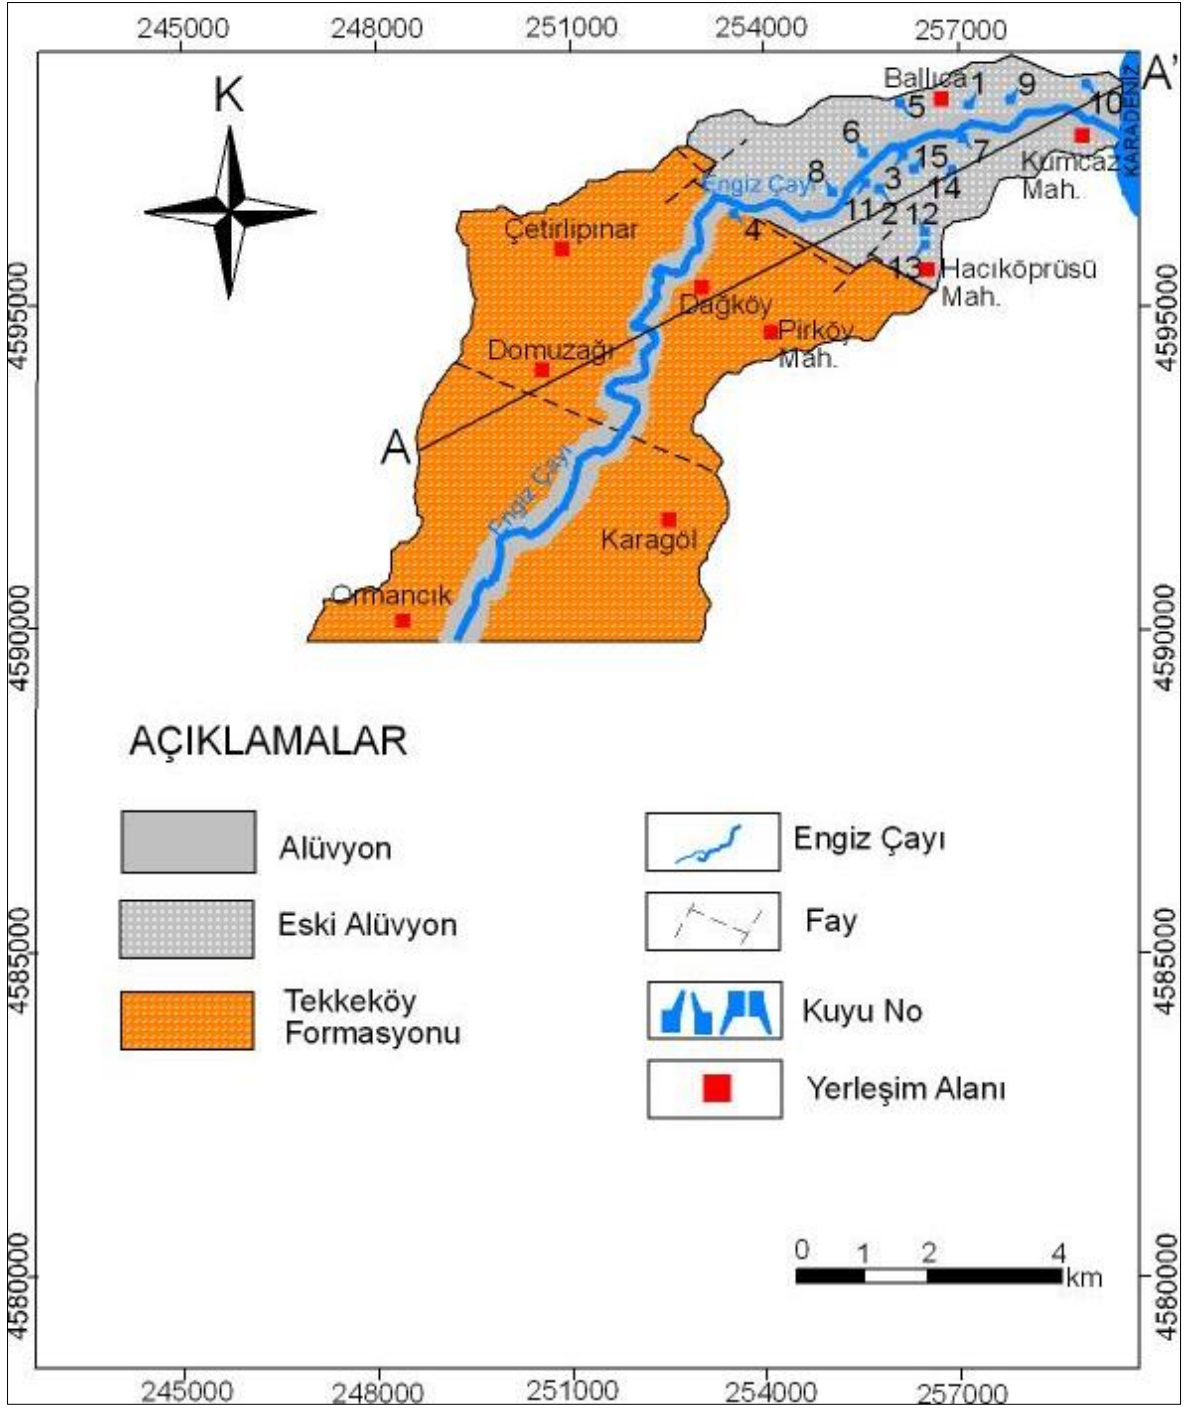 245000
248000
251000
254000
257000
K
A'
Ballıca
1
9
5
10
KARADENİZ
6
7
15
Kumcaz
Mah.
8
3
14
Engiz Çayı
11
2
12
4
13
Hacıköprüsü
Mah.
Çetirlipınar
Dağköy
Pirköy
Mah.
Domuzağı
A
Engiz Çayı
Karagöl
Ormancık
4595000
4595000
4590000
4590000
AÇIKLAMALAR
Alüvyon
Eski Alüvyon
Tekkeköy
Formasyonu
Engiz Çayı
Fay
Kuyu No
Yerleşim Alanı
4585000
4585000
0
1
2
4
km
4580000
4580000
245000
248000
251000
254000
257000